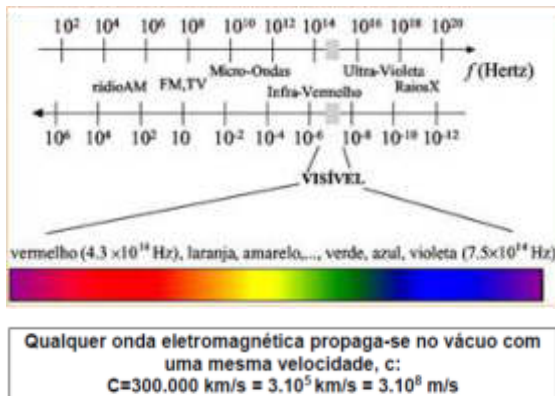 10² 10⁴ 10⁶ 10⁸ 10¹⁰ 10¹² 10¹⁴ 10¹⁶ 10¹⁸ 10²⁰
f(Hertz)
rádioAM FM,TV Micro-Ondas Infra-Vermelho Ultra-Violeta RaiosX
10⁶ 10⁴ 10² 10 10⁻² 10⁻⁴ 10⁻⁶ 10⁻⁸ 10⁻¹⁰ 10⁻¹²
VISÍVEL
vermelho (4.3 ×10¹⁴ Hz), laranja, amarelo,..., verde, azul, violeta (7.5×10¹⁴ Hz)
Qualquer onda eletromagnética propaga-se no vácuo com
uma mesma velocidade, c:
C=300.000 km/s = 3.10⁵ km/s = 3.10⁸ m/s